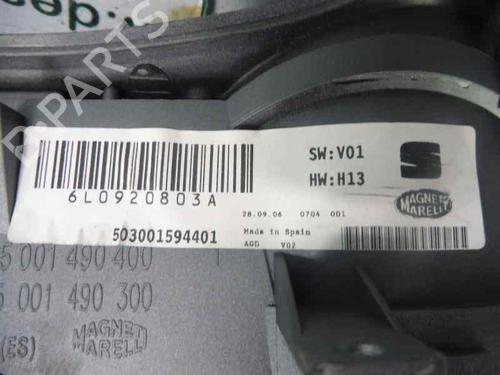 ceb.
B-PARTS
SW:V01
HW:H13
6L0920803A
MAGNETI
MARELLI
503001594401
28.09.06 0704 001
Made in Spain
AGD V02
5 001 490 400
5 001 490 300
(ES)
MAGNETI
MARELLI